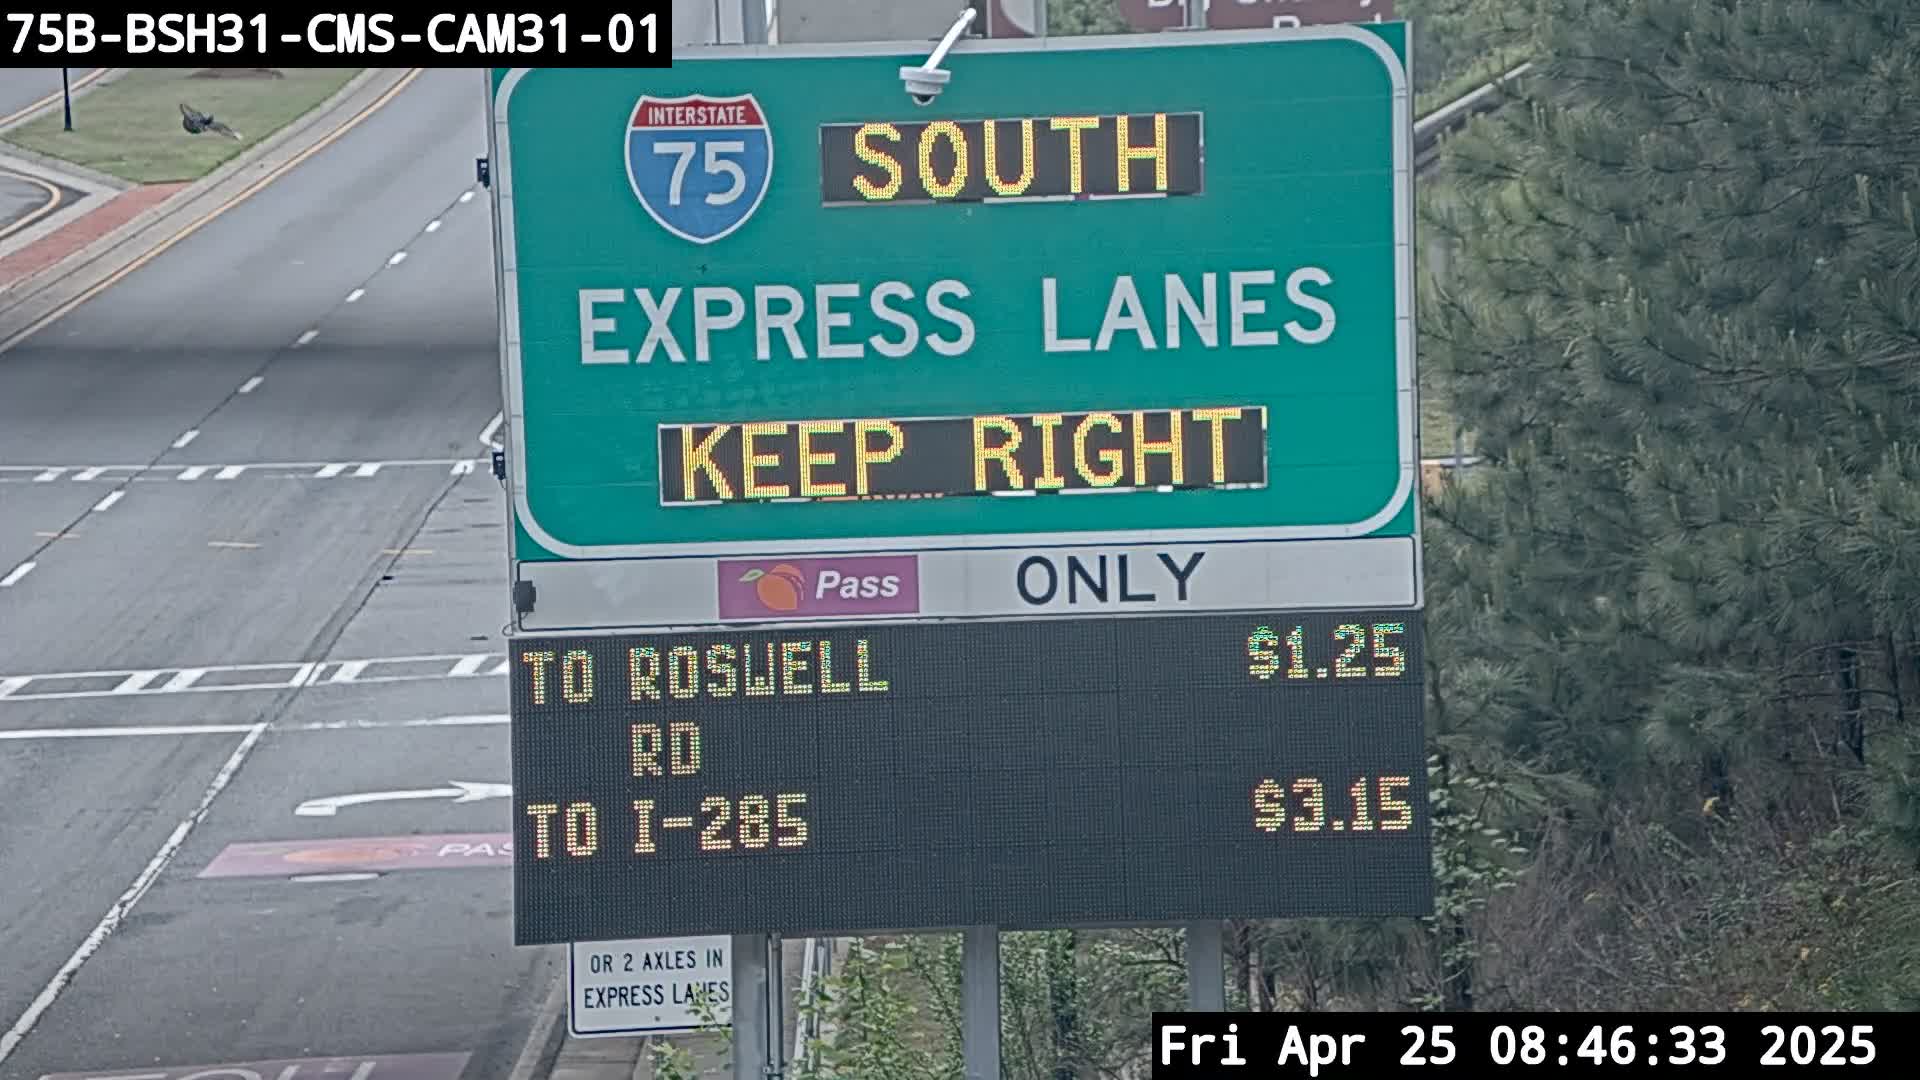 75B-BSH31-CMS-CAM31-01
INTERSTATE
75
SOUTH
EXPRESS LANES
KEEP RIGHT
Pass
ONLY
TO ROSWELL $1.25
RD
TO I-285 $3.15
OR 2 AXLES IN
EXPRESS LANES
Fri Apr 25 08:46:33 2025